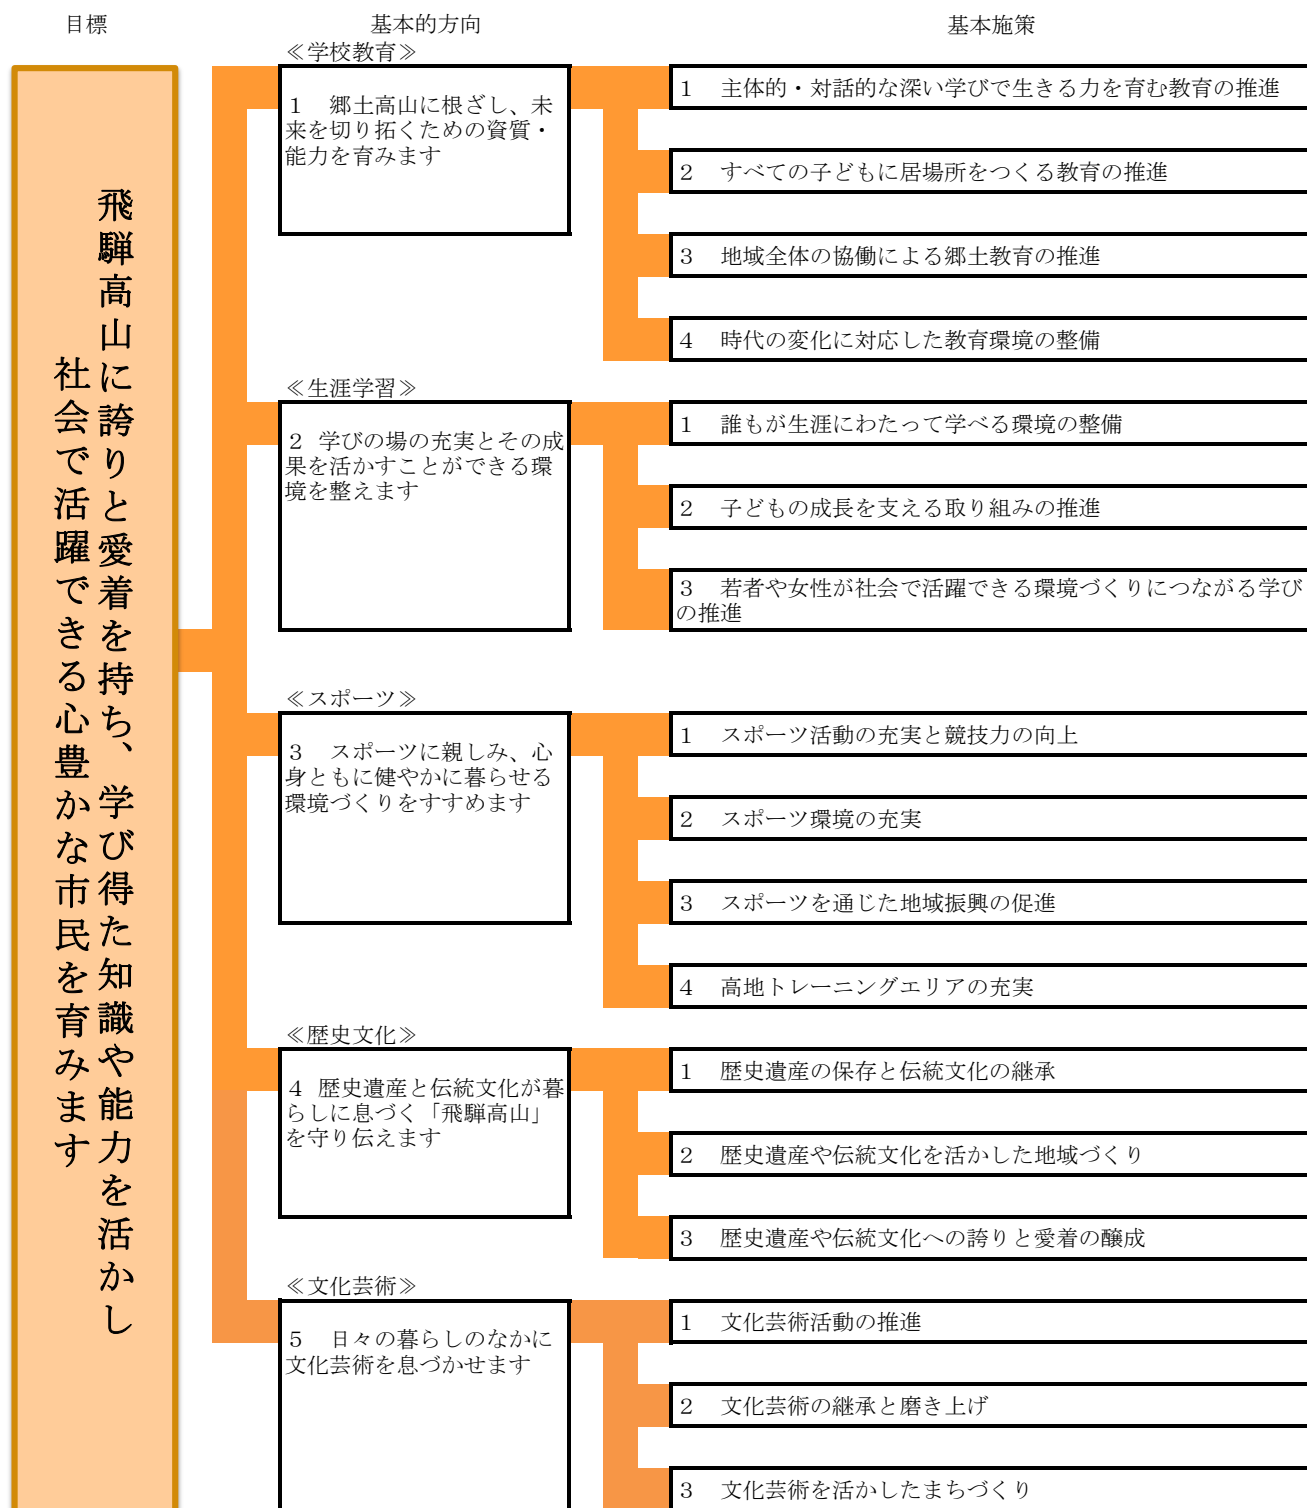 目標
基本的方向
基本施策
飛騨高山に誇りと愛着を持ち、学び得た知識や能力を活かし
社会で活躍できる心豊かな市民を育みます
≪学校教育≫
1　郷土高山に根ざし、未
来を切り拓くための資質・
能力を育みます
1　主体的・対話的な深い学びで生きる力を育む教育の推進
2　すべての子どもに居場所をつくる教育の推進
3　地域全体の協働による郷土教育の推進
4　時代の変化に対応した教育環境の整備
≪生涯学習≫
2 学びの場の充実とその成
果を活かすことができる環
境を整えます
1　誰もが生涯にわたって学べる環境の整備
2　子どもの成長を支える取り組みの推進
3　若者や女性が社会で活躍できる環境づくりにつながる学び
の推進
≪スポーツ≫
3　スポーツに親しみ、心
身ともに健やかに暮らせる
環境づくりをすすめます
1　スポーツ活動の充実と競技力の向上
2　スポーツ環境の充実
3　スポーツを通じた地域振興の促進
4　高地トレーニングエリアの充実
≪歴史文化≫
4 歴史遺産と伝統文化が暮
らしに息づく「飛騨高山」
を守り伝えます
1　歴史遺産の保存と伝統文化の継承
2　歴史遺産や伝統文化を活かした地域づくり
3　歴史遺産や伝統文化への誇りと愛着の醸成
≪文化芸術≫
5　日々の暮らしのなかに
文化芸術を息づかせます
1　文化芸術活動の推進
2　文化芸術の継承と磨き上げ
3　文化芸術を活かしたまちづくり